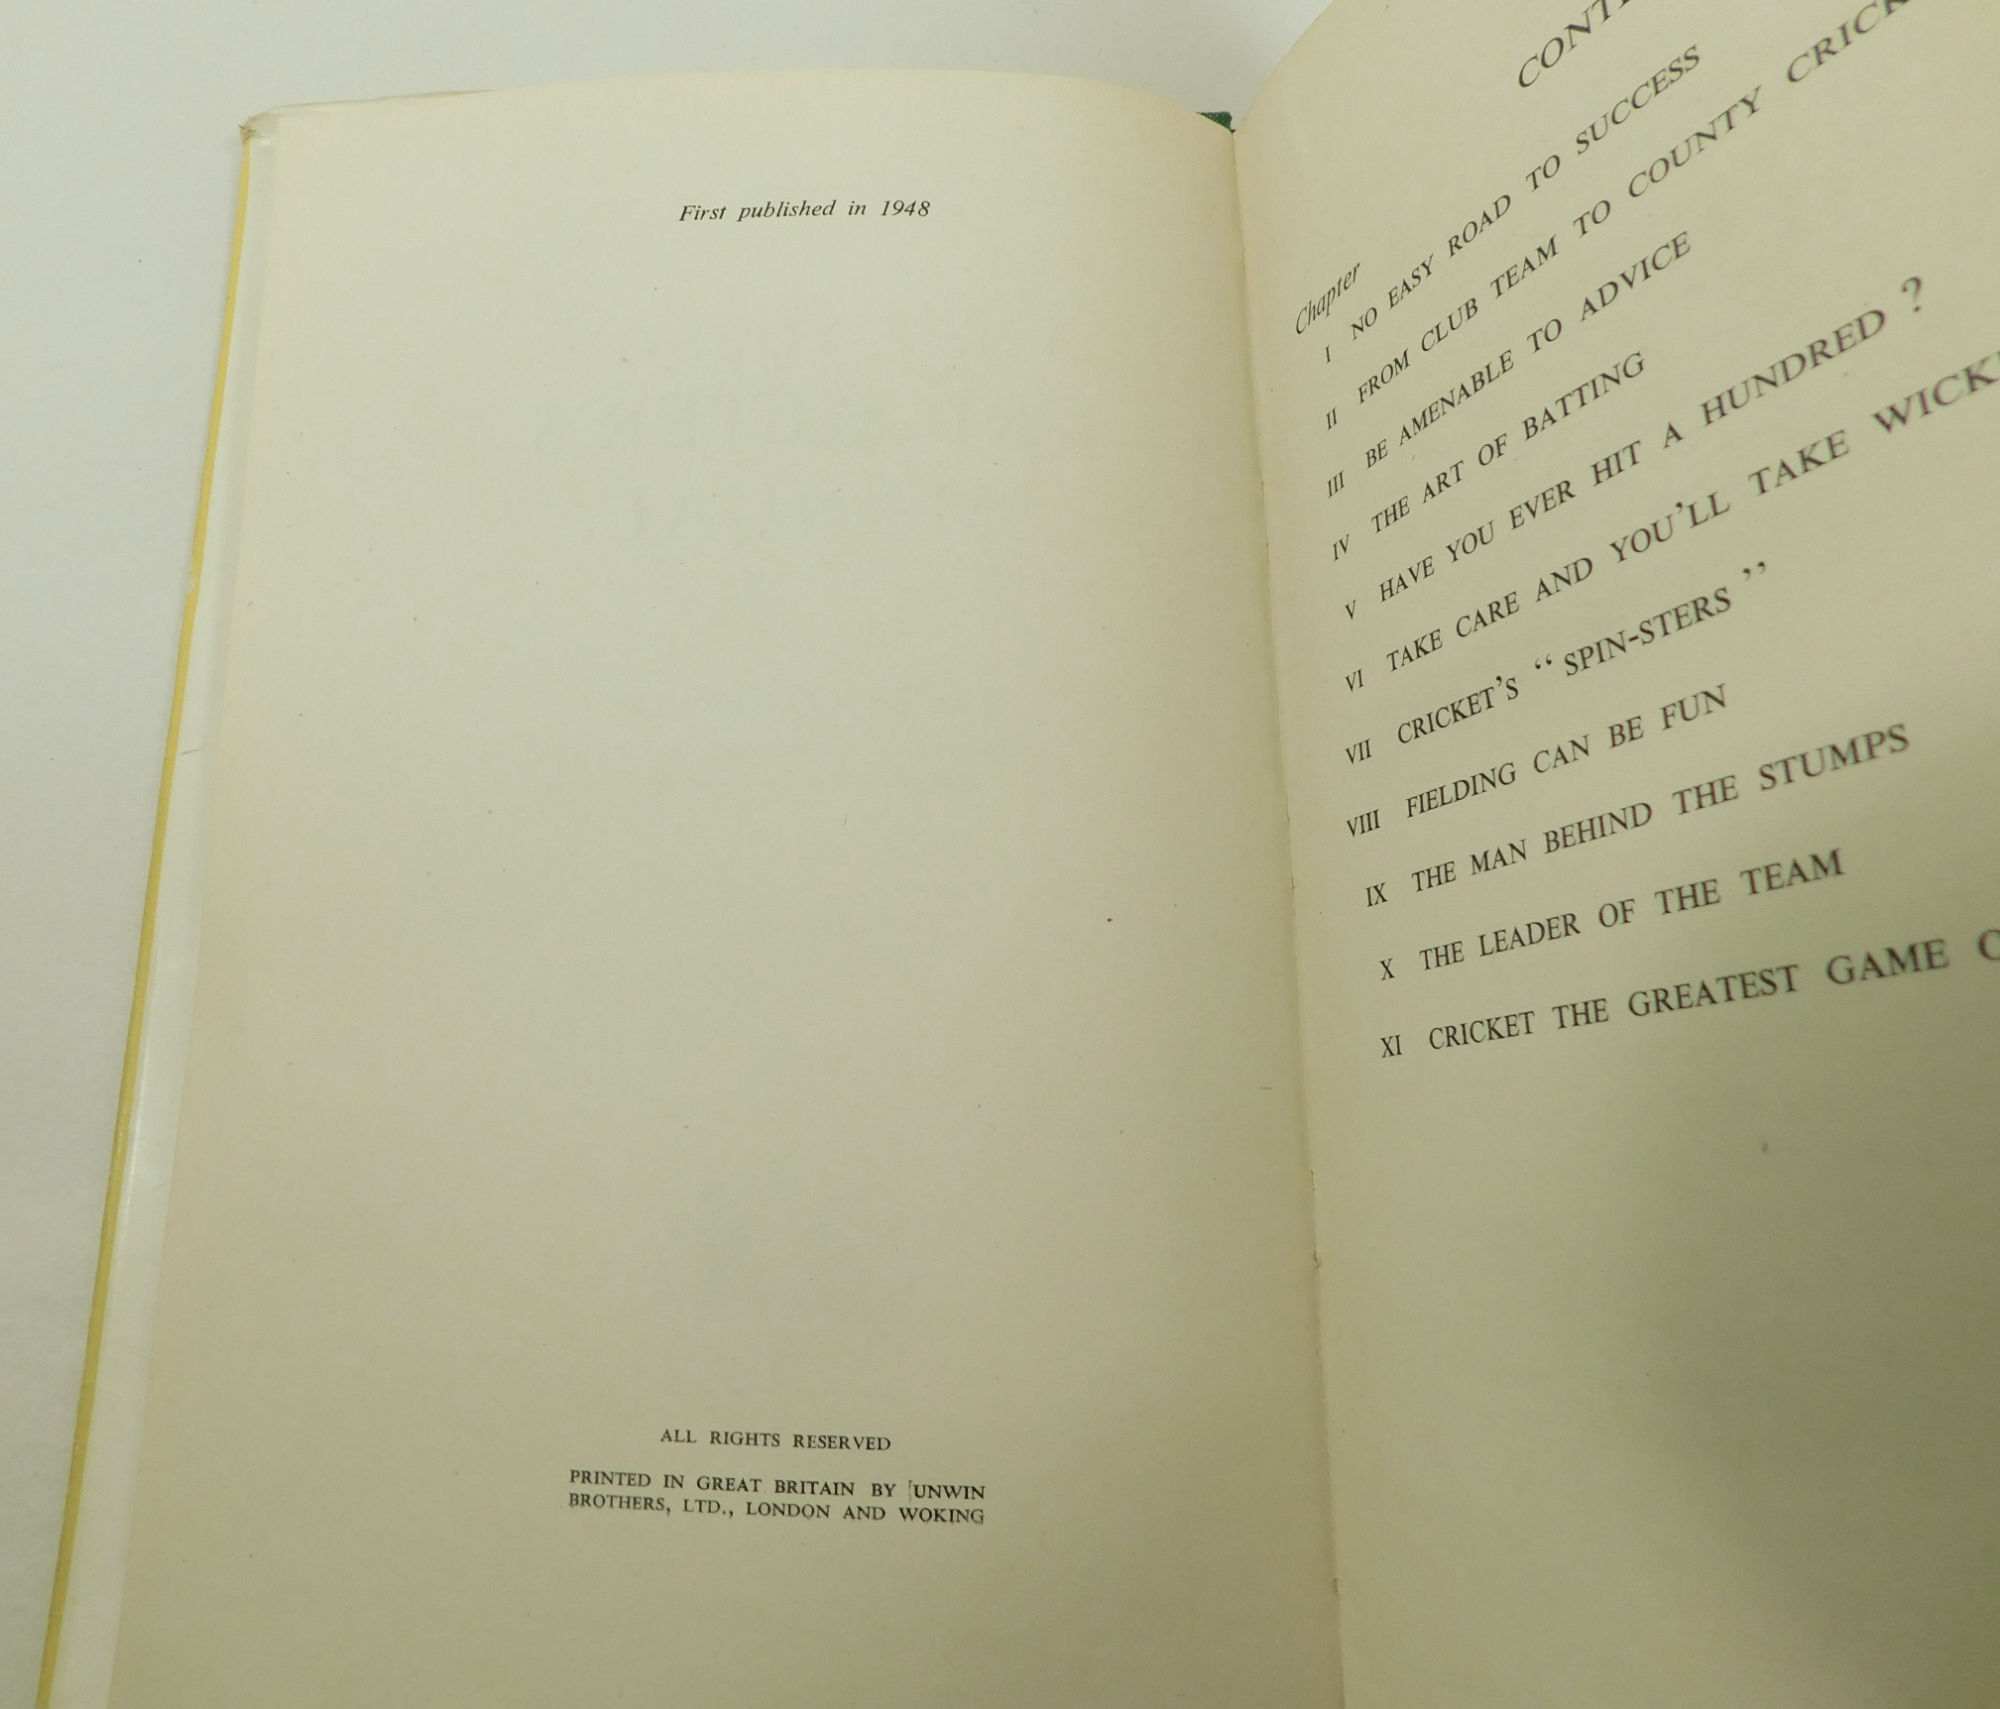 First published in 1948
ALL RIGHTS RESERVED
PRINTED IN GREAT BRITAIN BY UNWIN
BROTHERS, LTD., LONDON AND WOKING
Chapter
I NO EASY ROAD TO SUCCESS
II FROM CLUB TEAM TO COUNTY
III BE AMENABLE TO ADVICE
IV THE ART OF BATTING
V HAVE YOU EVER HIT A HUNDRED ?
VI TAKE CARE AND YOU'LL TAKE
VII CRICKET'S “ SPIN-STERS ”
VIII FIELDING CAN BE FUN
IX THE MAN BEHIND THE STUMPS
X THE LEADER OF THE TEAM
XI CRICKET THE GREATEST GAME